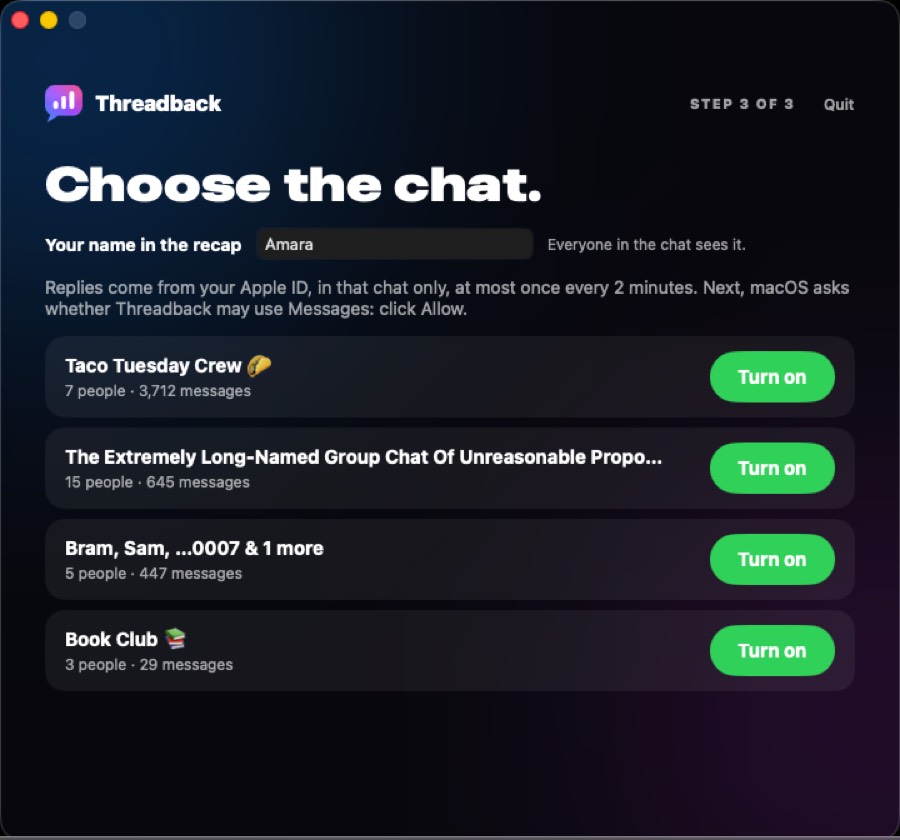 Threadback
STEP 3 OF 3
Quit
Choose the chat.
Your name in the recap
Amara
Everyone in the chat sees it.
Replies come from your Apple ID, in that chat only, at most once every 2 minutes. Next, macOS asks
whether Threadback may use Messages: click Allow.
Taco Tuesday Crew 🌮
7 people · 3,712 messages
Turn on
The Extremely Long-Named Group Chat Of Unreasonable Propo...
15 people · 645 messages
Turn on
Bram, Sam, ...0007 & 1 more
5 people · 447 messages
Turn on
Book Club 📚
3 people · 29 messages
Turn on